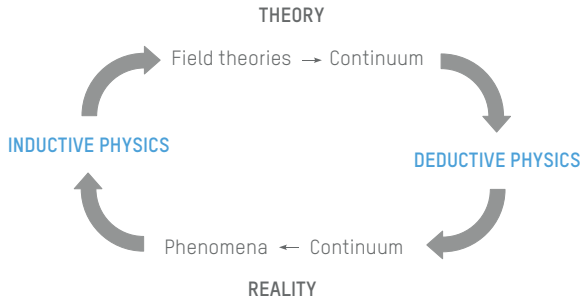 THEORY
Field theories → Continuum
INDUCTIVE PHYSICS
DEDUCTIVE PHYSICS
Phenomena ← Continuum
REALITY